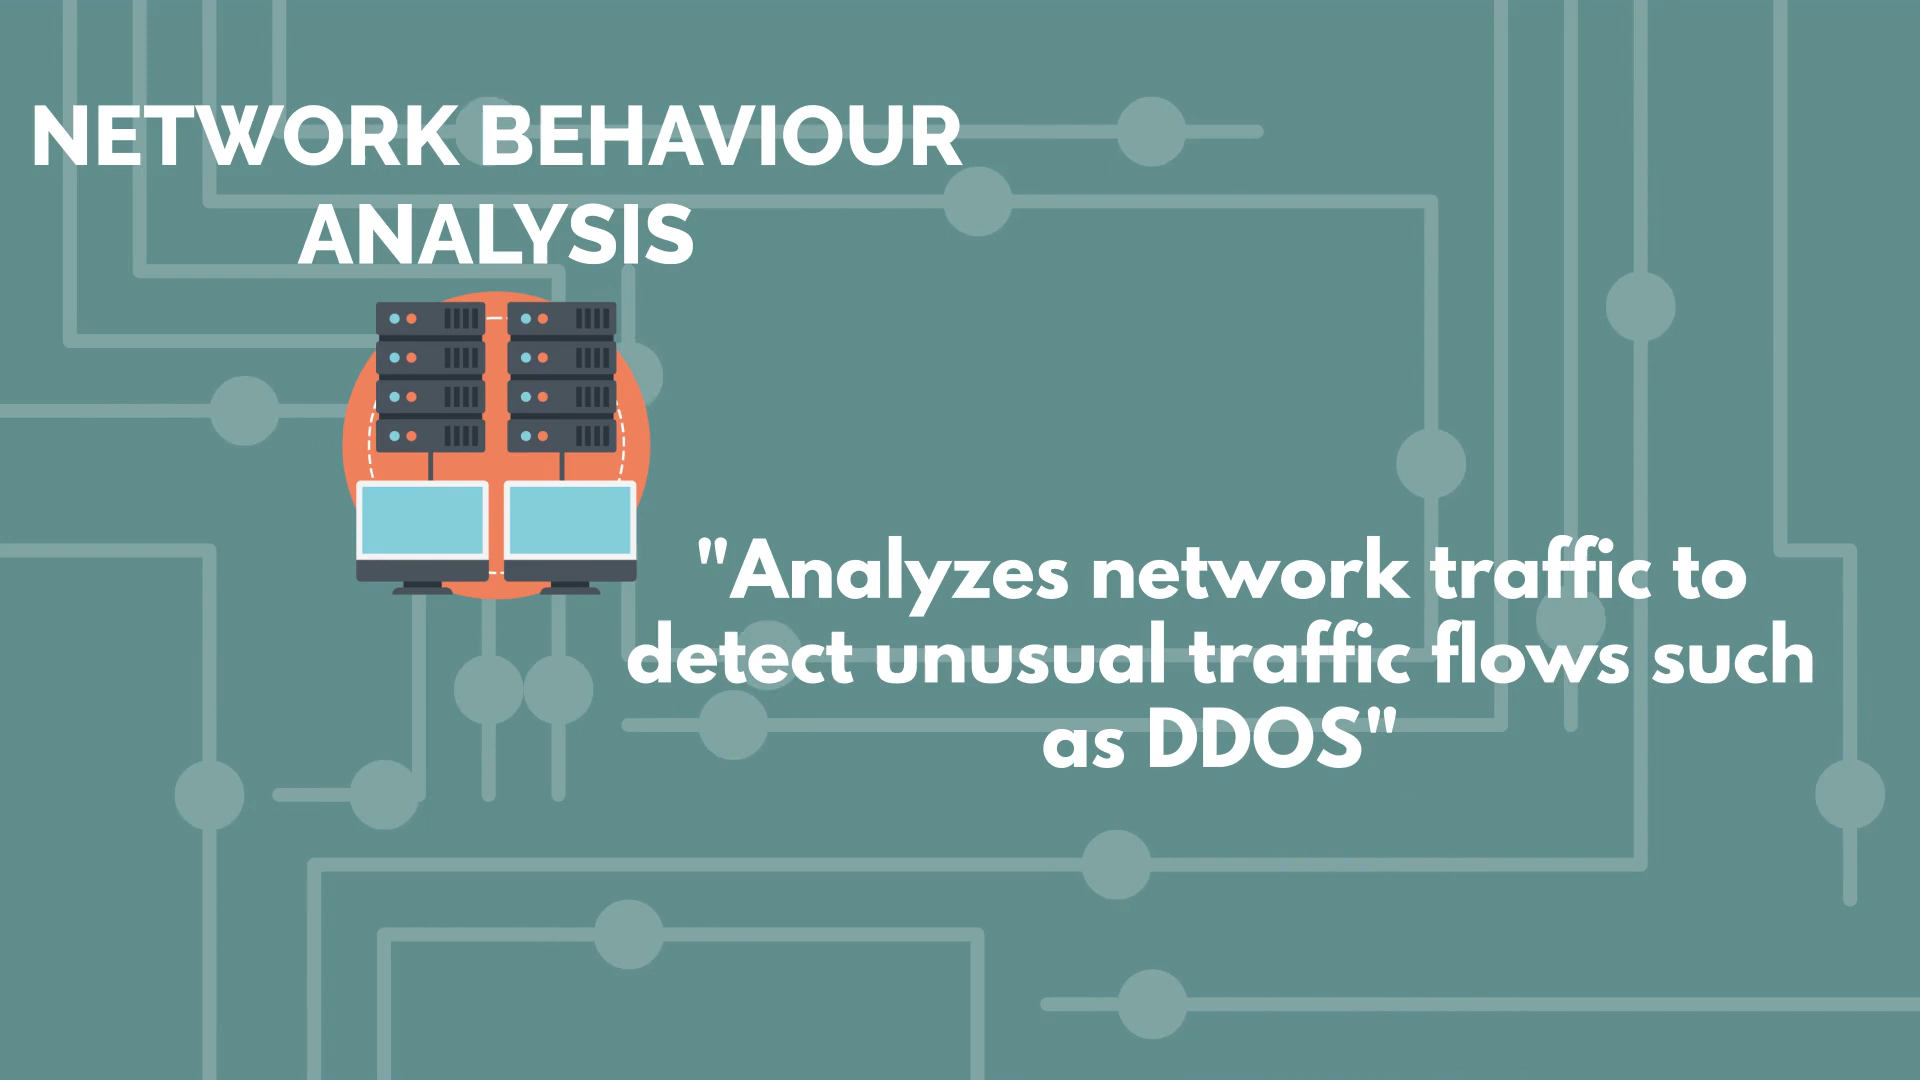 NETWORK BEHAVIOUR
ANALYSIS
"Analyzes network traffic to
detect unusual traffic flows such
as DDOS"